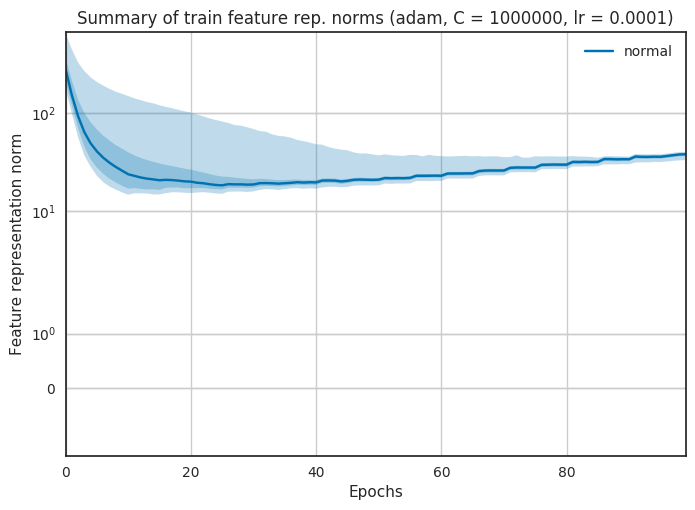 Summary of train feature rep. norms (adam, C = 1000000, lr = 0.0001)
normal
Feature representation norm
10²
10¹
10⁰
0
0 20 40 60 80
Epochs